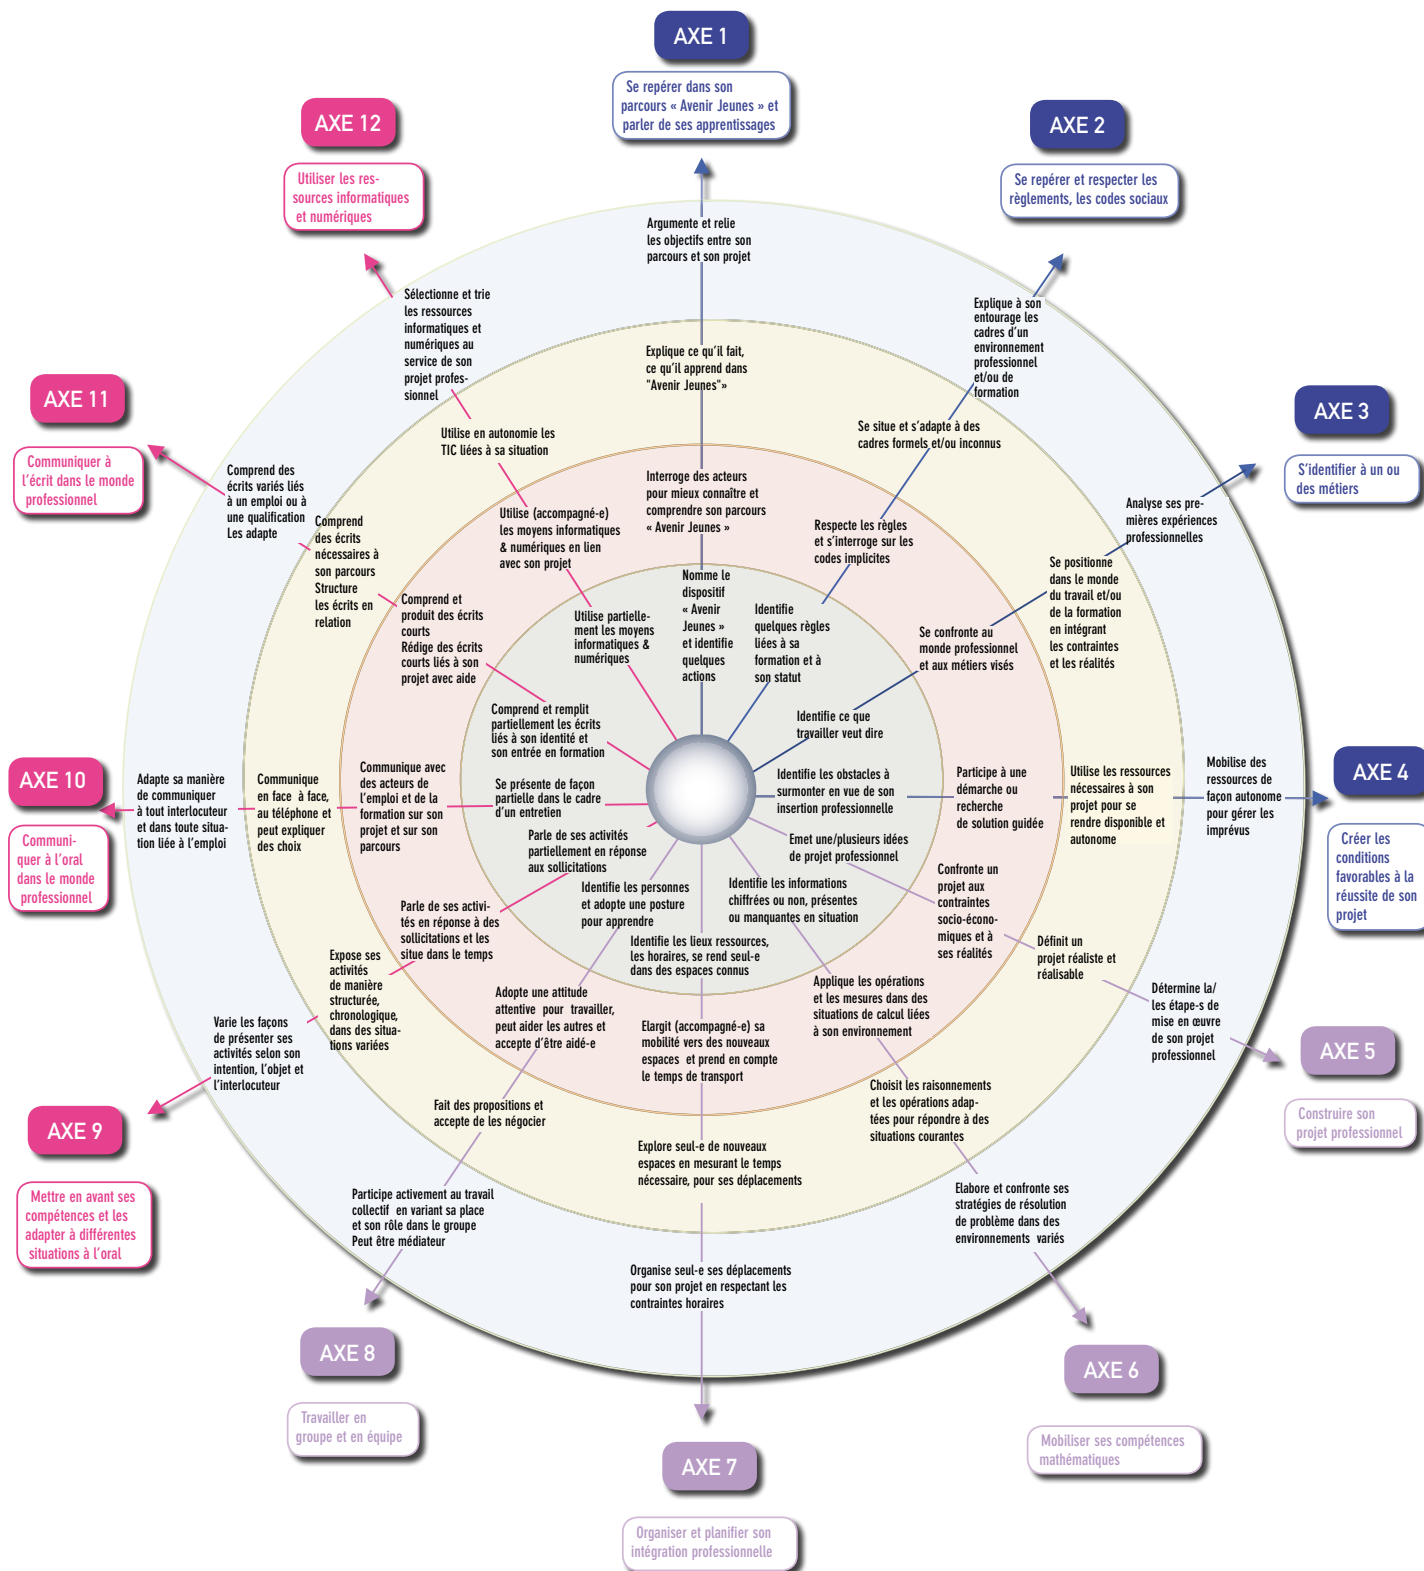 AXE 1
Se repérer dans son
parcours « Avenir Jeunes » et
parler de ses apprentissages
Argumente et relie
les objectifs entre son
parcours et son projet
Explique ce qu'il fait,
ce qu'il apprend dans
"Avenir Jeunes"»
Interroge des acteurs
pour mieux connaître et
comprendre son parcours
« Avenir Jeunes »
Nomme le
dispositif
« Avenir
Jeunes »
et identifie
quelques
actions
AXE 2
Se repérer et respecter les
règlements, les codes sociaux
Explique à son
entourage les
cadres d'un
environnement
professionnel
et/ou de
formation
Se situe et s'adapte à des
cadres formels et/ou inconnus
Respecte les règles
et s'interroge sur les
codes implicites
Identifie
quelques règles
liées à sa
formation et à
son statut
AXE 3
S'identifier à un ou
des métiers
Analyse ses pre-
mières expériences
professionnelles
Se positionne
dans le monde
du travail et/ou
de la formation
en intégrant
les contraintes
et les réalités
Se confronte au
monde professionnel
et aux métiers visés
Identifie ce que
travailler veut dire
AXE 4
Créer les
conditions
favorables à la
réussite de son
projet
Mobilise des
ressources de
façon autonome
pour gérer les
imprévus
Utilise les ressources
nécessaires à son
projet pour se
rendre disponible et
autonome
Participe à une
démarche ou
recherche
de solution guidée
Identifie les obstacles à
surmonter en vue de son
insertion professionnelle
AXE 5
Construire son
projet professionnel
Détermine la/
les étape-s de
mise en œuvre
de son projet
professionnel
Définit un
projet réaliste et
réalisable
Confronte un
projet aux
contraintes
socio-écono-
miques et à
ses réalités
Emet une/plusieurs idées
de projet professionnel
AXE 6
Mobiliser ses compétences
mathématiques
Elabore et confronte ses
stratégies de résolution
de problème dans des
environnements variés
Choisit les raisonnements
et les opérations adap-
tées pour répondre à des
situations courantes
Applique les opérations
et les mesures dans des
situations de calcul liées
à son environnement
Identifie les informations
chiffrées ou non, présentes
ou manquantes en situation
AXE 7
Organiser et planifier son
intégration professionnelle
Organise seul-e ses déplacements
pour son projet en respectant les
contraintes horaires
Explore seul-e de nouveaux
espaces en mesurant le temps
nécessaire, pour ses déplacements
Elargit (accompagné-e) sa
mobilité vers des nouveaux
espaces et prend en compte
le temps de transport
Identifie les lieux ressources,
les horaires, se rend seul-e
dans des espaces connus
AXE 8
Travailler en
groupe et en équipe
Participe activement au travail
collectif en variant sa place
et son rôle dans le groupe
Peut être médiateur
Fait des propositions et
accepte de les négocier
Adopte une attitude
attentive pour travailler,
peut aider les autres et
accepte d'être aidé-e
Identifie les personnes
et adopte une posture
pour apprendre
AXE 9
Mettre en avant ses
compétences et les
adapter à différentes
situations à l'oral
Varie les façons
de présenter ses
activités selon son
intention, l'objet et
l'interlocuteur
Expose ses
activités
de manière
structurée,
chronologique,
dans des situa-
tions variées
Parle de ses activi-
tés en réponse à des
sollicitations et les
situe dans le temps
Parle de ses activités
partiellement en réponse
aux sollicitations
AXE 10
Communi-
quer à l'oral
dans le monde
professionnel
Adapte sa manière
de communiquer
à tout interlocuteur
et dans toute situa-
tion liée à l'emploi
Communique
en face à face,
au téléphone et
peut expliquer
des choix
Communique avec
des acteurs de
l'emploi et de la
formation sur son
projet et sur son
parcours
Se présente de façon
partielle dans le cadre
d'un entretien
AXE 11
Communiquer à
l'écrit dans le monde
professionnel
Comprend des
écrits variés liés
à un emploi ou à
une qualification
Les adapte
Comprend
des écrits
nécessaires à
son parcours
Structure
les écrits en
relation
Comprend et
produit des écrits
courts
Rédige des écrits
courts liés à son
projet avec aide
Comprend et remplit
partiellement les écrits
liés à son identité et
son entrée en formation
AXE 12
Utiliser les res-
sources informatiques
et numériques
Sélectionne et trie
les ressources
informatiques et
numériques au
service de son
projet profes-
sionnel
Utilise en autonomie les
TIC liées à sa situation
Utilise (accompagné-e)
les moyens informatiques
& numériques en lien
avec son projet
Utilise partielle-
ment les moyens
informatiques &
numériques